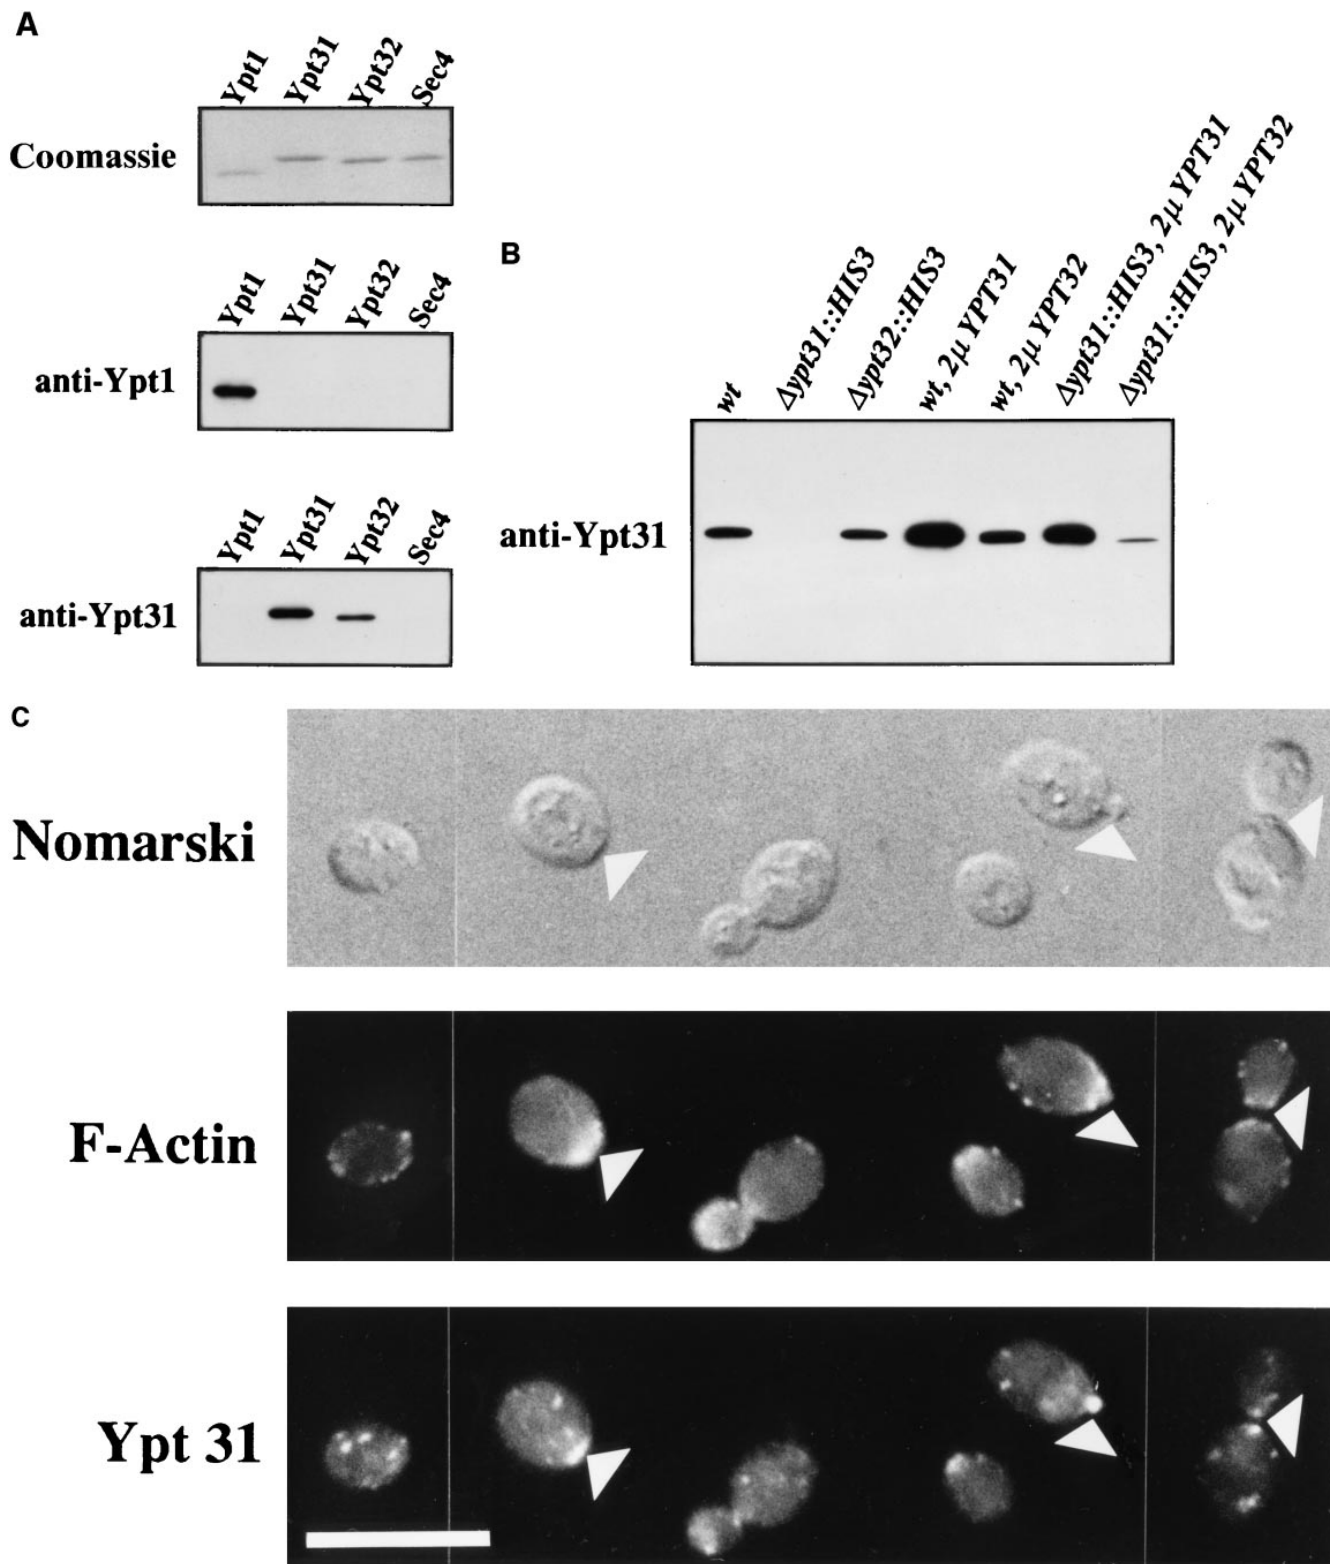 A
Ypt1
Ypt31
Ypt32
Sec4
Coomassie
Ypt1
Ypt31
Ypt32
Sec4
anti-Ypt1
Ypt1
Ypt31
Ypt32
Sec4
anti-Ypt31
B
wt
Δypt31::HIS3
Δypt32::HIS3
wt, 2μ YPT31
wt, 2μ YPT32
Δypt31::HIS3, 2μ YPT31
Δypt31::HIS3, 2μ YPT32
anti-Ypt31
C
Nomarski
F-Actin
Ypt 31